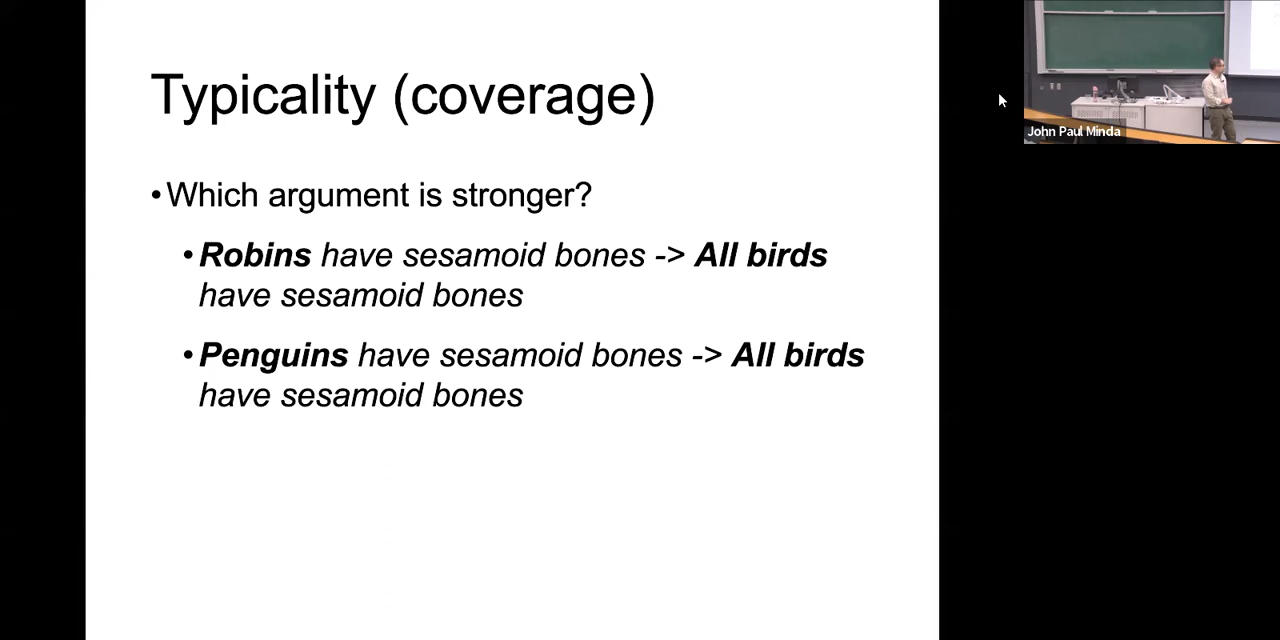 Typicality (coverage)
•Which argument is stronger?
•Robins have sesamoid bones -> All birds
have sesamoid bones
•Penguins have sesamoid bones -> All birds
have sesamoid bones
John Paul Minda